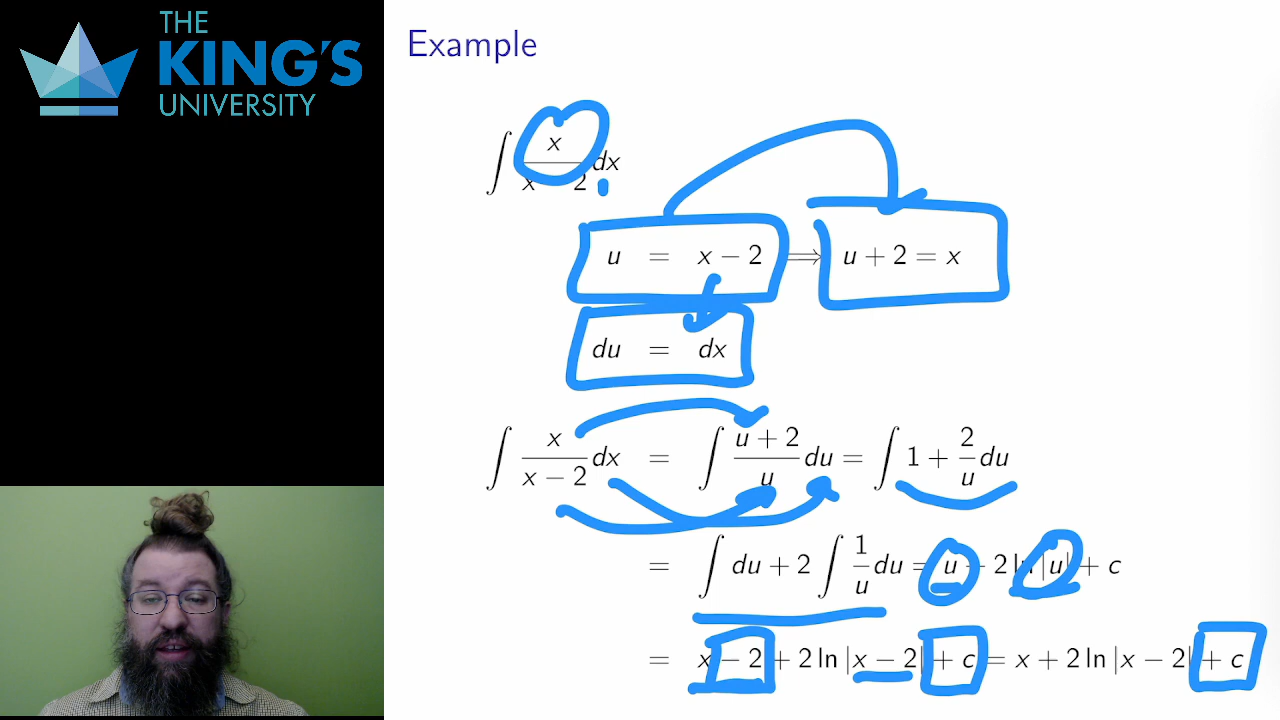 THE
KING'S
UNIVERSITY
Example
∫ x/(x − 2) dx
u = x − 2 ⟹ u + 2 = x
du = dx
∫ x/(x − 2) dx = ∫ (u + 2)/u du = ∫ 1 + 2/u du
= ∫ du + 2 ∫ 1/u du = u + 2 ln |u| + c
= x − 2 + 2 ln |x − 2| + c = x + 2 ln |x − 2| + c